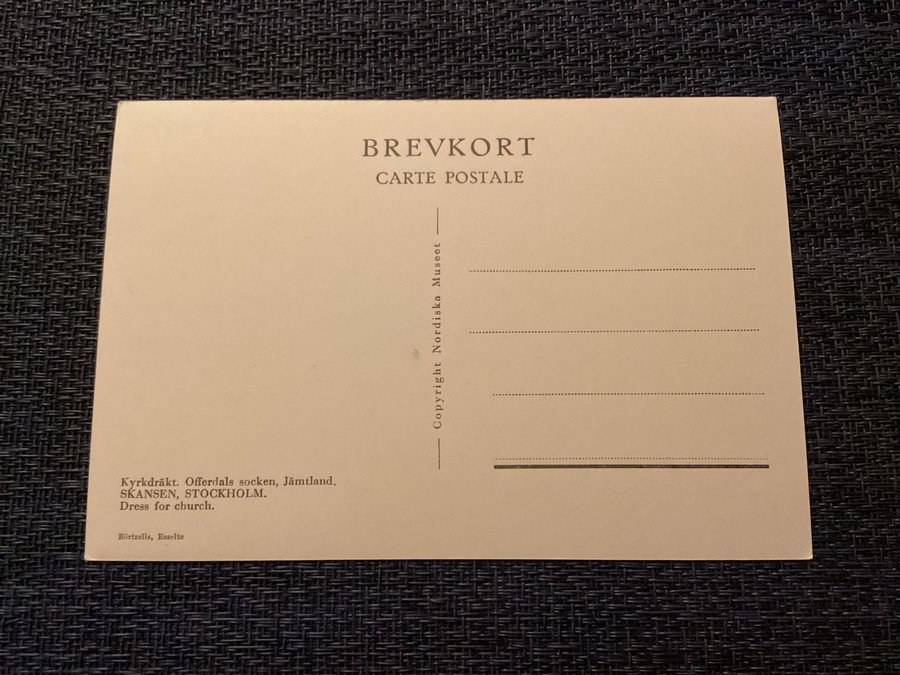 BREVKORT
CARTE POSTALE
Copyright Nordiska Museet
Kyrkdräkt. Offerdals socken, Jämtland.
SKANSEN, STOCKHOLM.
Dress for church.
Börtzells, Esselte